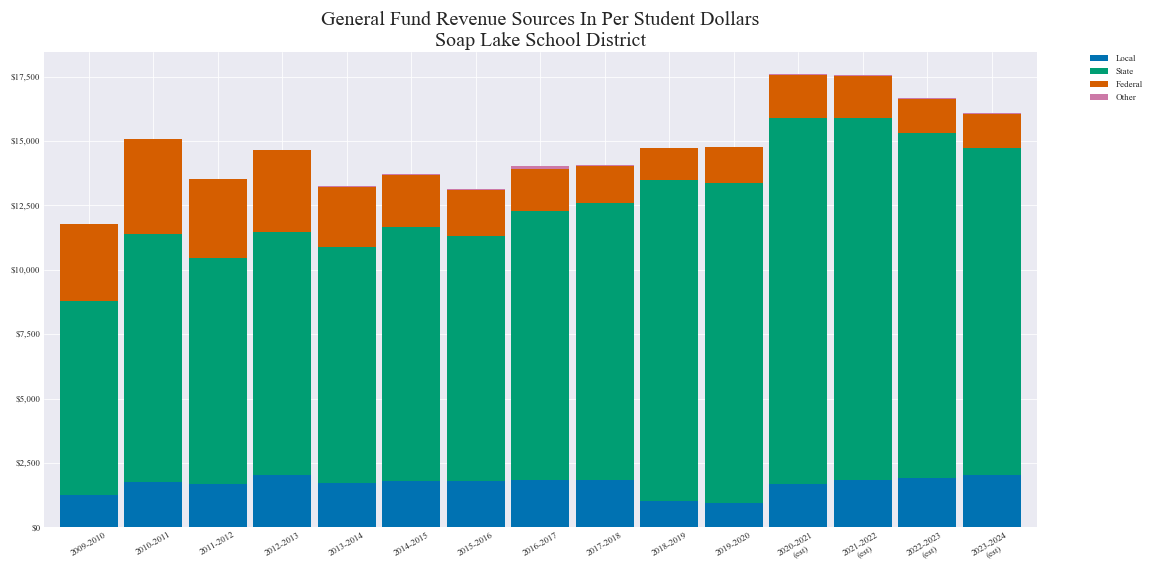 General Fund Revenue Sources In Per Student Dollars
Soap Lake School District
Local
State
Federal
Other
$17,500
$15,000
$12,500
$10,000
$7,500
$5,000
$2,500
$0
2009-2010
2010-2011
2011-2012
2012-2013
2013-2014
2014-2015
2015-2016
2016-2017
2017-2018
2018-2019
2019-2020
2020-2021
(est)
2021-2022
(est)
2022-2023
(est)
2023-2024
(est)